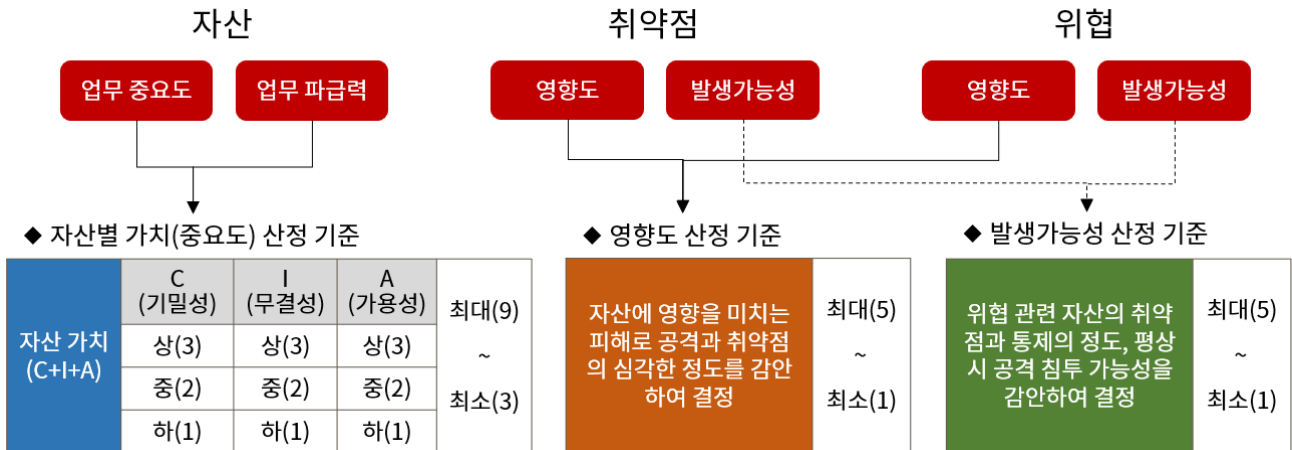 자산
취약점
위협
업무 중요도
업무 파급력
영향도
발생가능성
영향도
발생가능성
◆ 자산별 가치(중요도) 산정 기준
자산 가치
(C+I+A)
C
(기밀성)
I
(무결성)
A
(가용성)
상(3)
상(3)
상(3)
중(2)
중(2)
중(2)
하(1)
하(1)
하(1)
최대(9)
~
최소(3)
◆ 영향도 산정 기준
자산에 영향을 미치는
피해로 공격과 취약점
의 심각한 정도를 감안
하여 결정
최대(5)
~
최소(1)
◆ 발생가능성 산정 기준
위협 관련 자산의 취약
점과 통제의 정도, 평상
시 공격 침투 가능성을
감안하여 결정
최대(5)
~
최소(1)